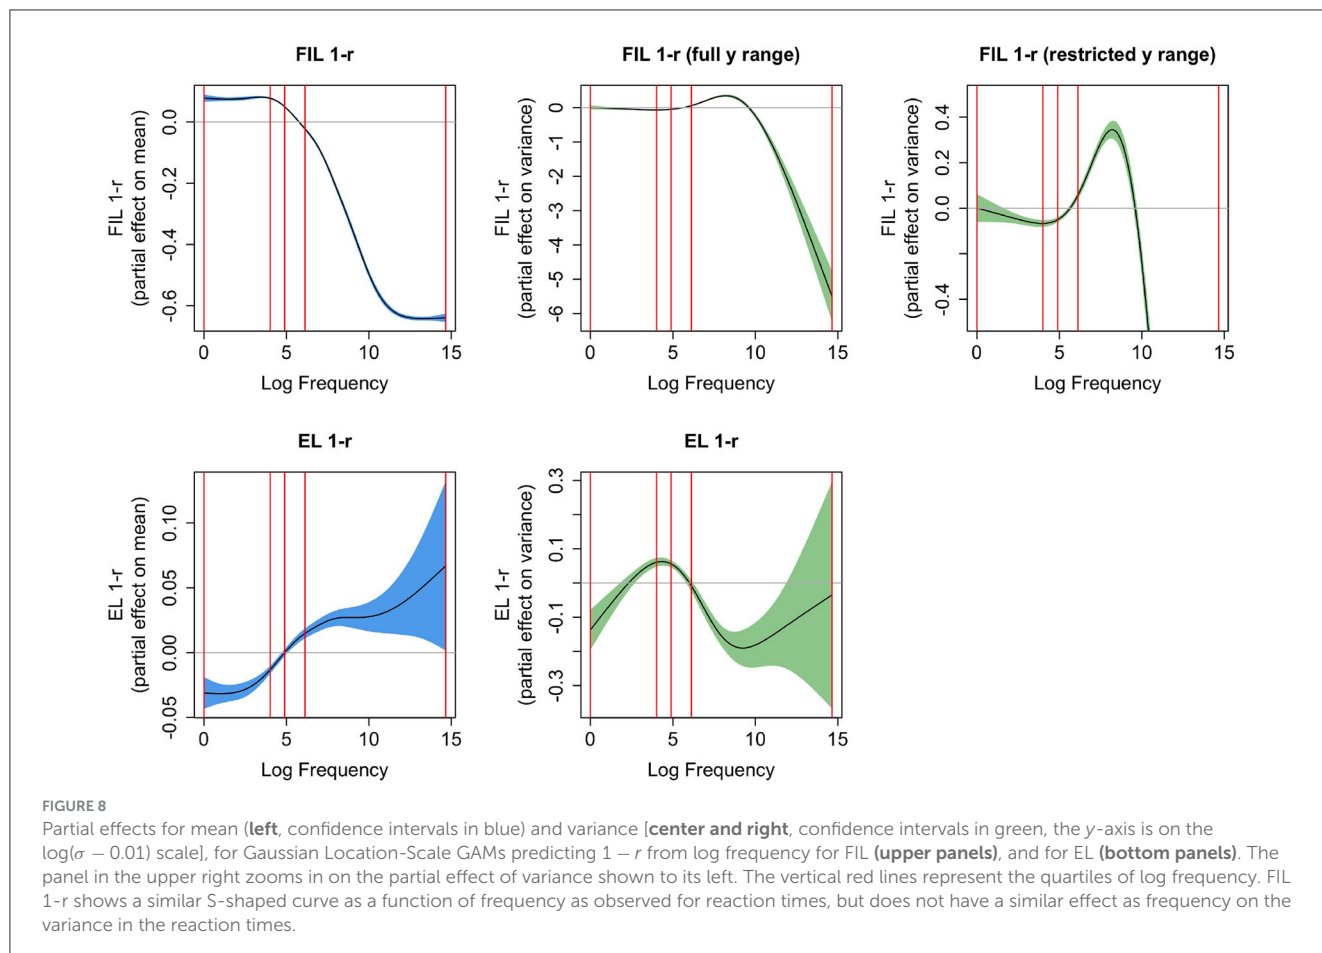 FIL 1-r
FIL 1-r
(partial effect on mean)
0.0
-0.2
-0.4
-0.6
0 5 10 15
Log Frequency
FIL 1-r (full y range)
FIL 1-r
(partial effect on variance)
0
-1
-2
-3
-4
-5
-6
0 5 10 15
Log Frequency
FIL 1-r (restricted y range)
FIL 1-r
(partial effect on variance)
0.4
0.2
0.0
-0.4
0 5 10 15
Log Frequency
EL 1-r
EL 1-r
(partial effect on mean)
0.10
0.05
0.00
-0.05
0 5 10 15
Log Frequency
EL 1-r
EL 1-r
(partial effect on variance)
0.3
0.1
-0.1
-0.3
0 5 10 15
Log Frequency
FIGURE 8
Partial effects for mean (left, confidence intervals in blue) and variance [center and right, confidence intervals in green, the y-axis is on the
log(σ − 0.01) scale], for Gaussian Location-Scale GAMs predicting 1 − r from log frequency for FIL (upper panels), and for EL (bottom panels). The
panel in the upper right zooms in on the partial effect of variance shown to its left. The vertical red lines represent the quartiles of log frequency. FIL
1-r shows a similar S-shaped curve as a function of frequency as observed for reaction times, but does not have a similar effect as frequency on the
variance in the reaction times.